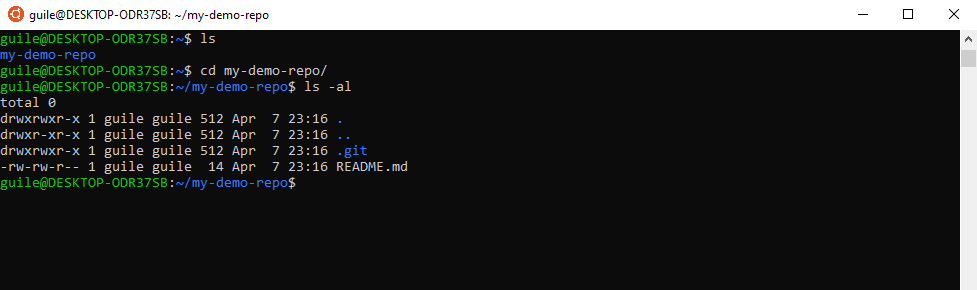 guile@DESKTOP-ODR37SB: ~/my-demo-repo
guile@DESKTOP-ODR37SB:~$ ls
my-demo-repo
guile@DESKTOP-ODR37SB:~$ cd my-demo-repo/
guile@DESKTOP-ODR37SB:~/my-demo-repo$ ls -al
total 0
drwxrwxr-x 1 guile guile 512 Apr  7 23:16 .
drwxr-xr-x 1 guile guile 512 Apr  7 23:16 ..
drwxrwxr-x 1 guile guile 512 Apr  7 23:16 .git
-rw-rw-r-- 1 guile guile  14 Apr  7 23:16 README.md
guile@DESKTOP-ODR37SB:~/my-demo-repo$